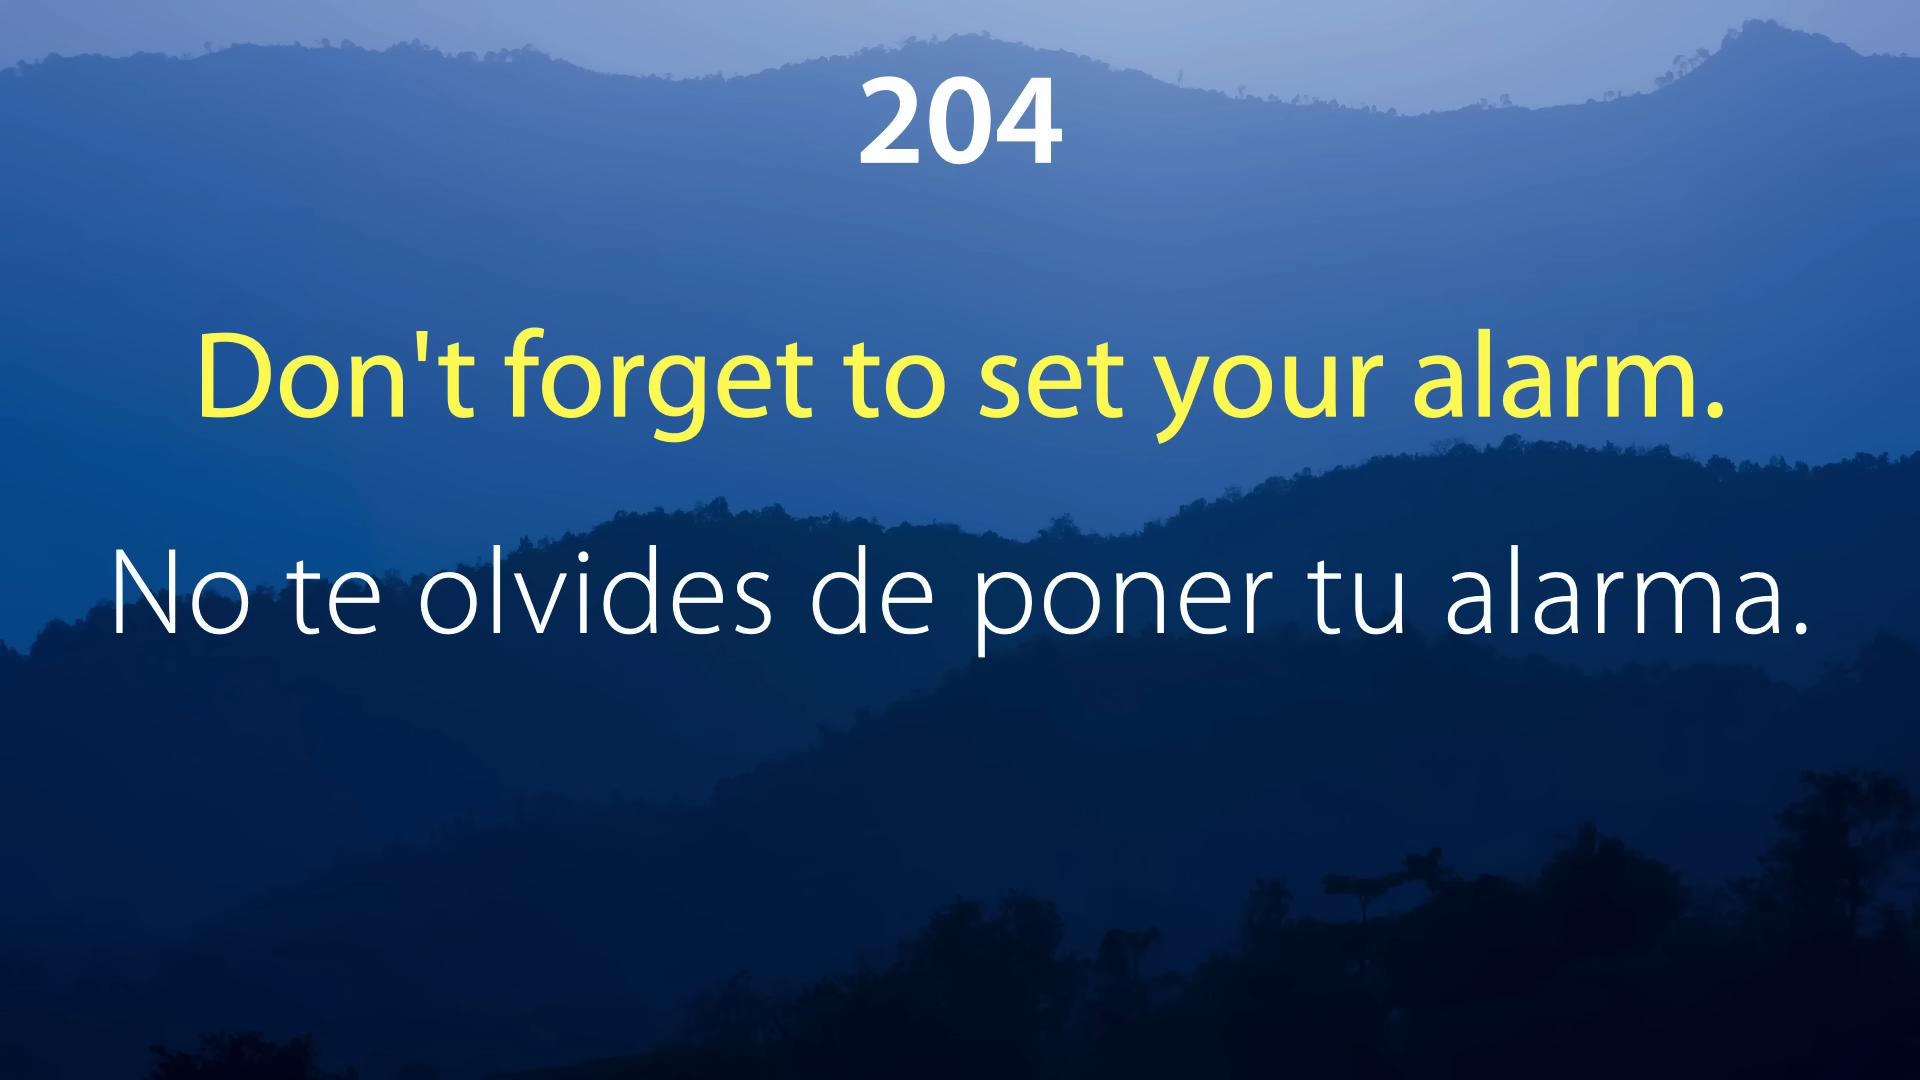 204
Don't forget to set your alarm.
No te olvides de poner tu alarma.